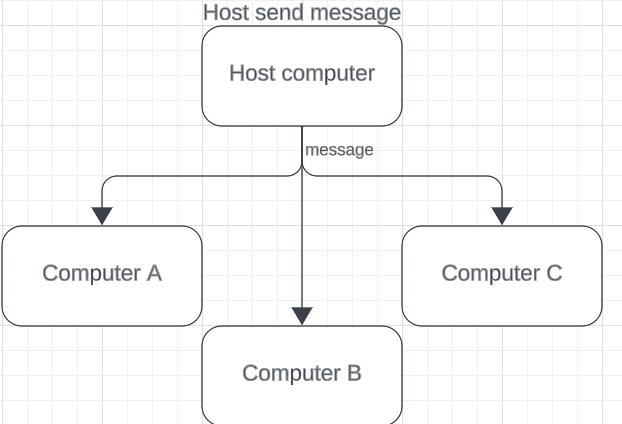 Host send message
Host computer
message
Computer A
Computer C
Computer B